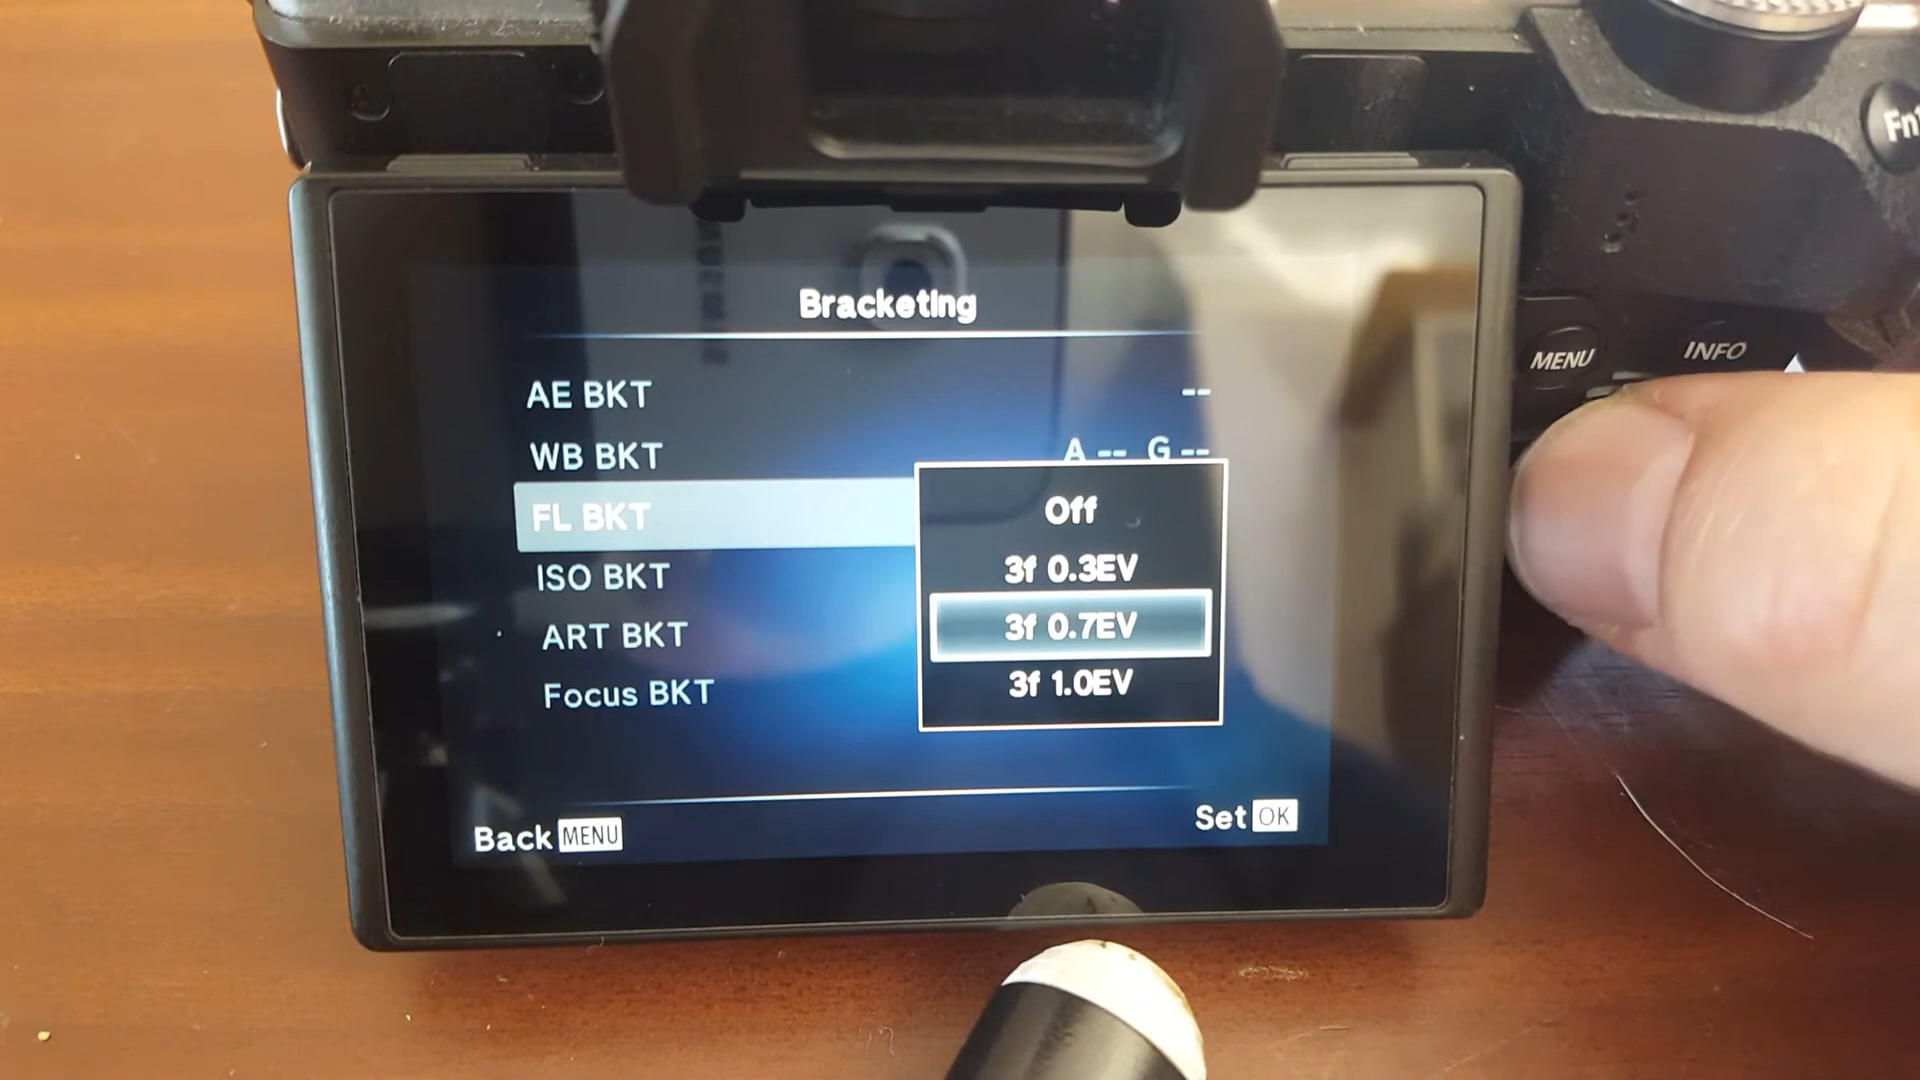 Fn
MENU
INFO
Bracketing
AE BKT --
WB BKT A -- G --
FL BKT
Off
ISO BKT
3f 0.3EV
ART BKT
3f 0.7EV
Focus BKT
3f 1.0EV
Back MENU
Set OK